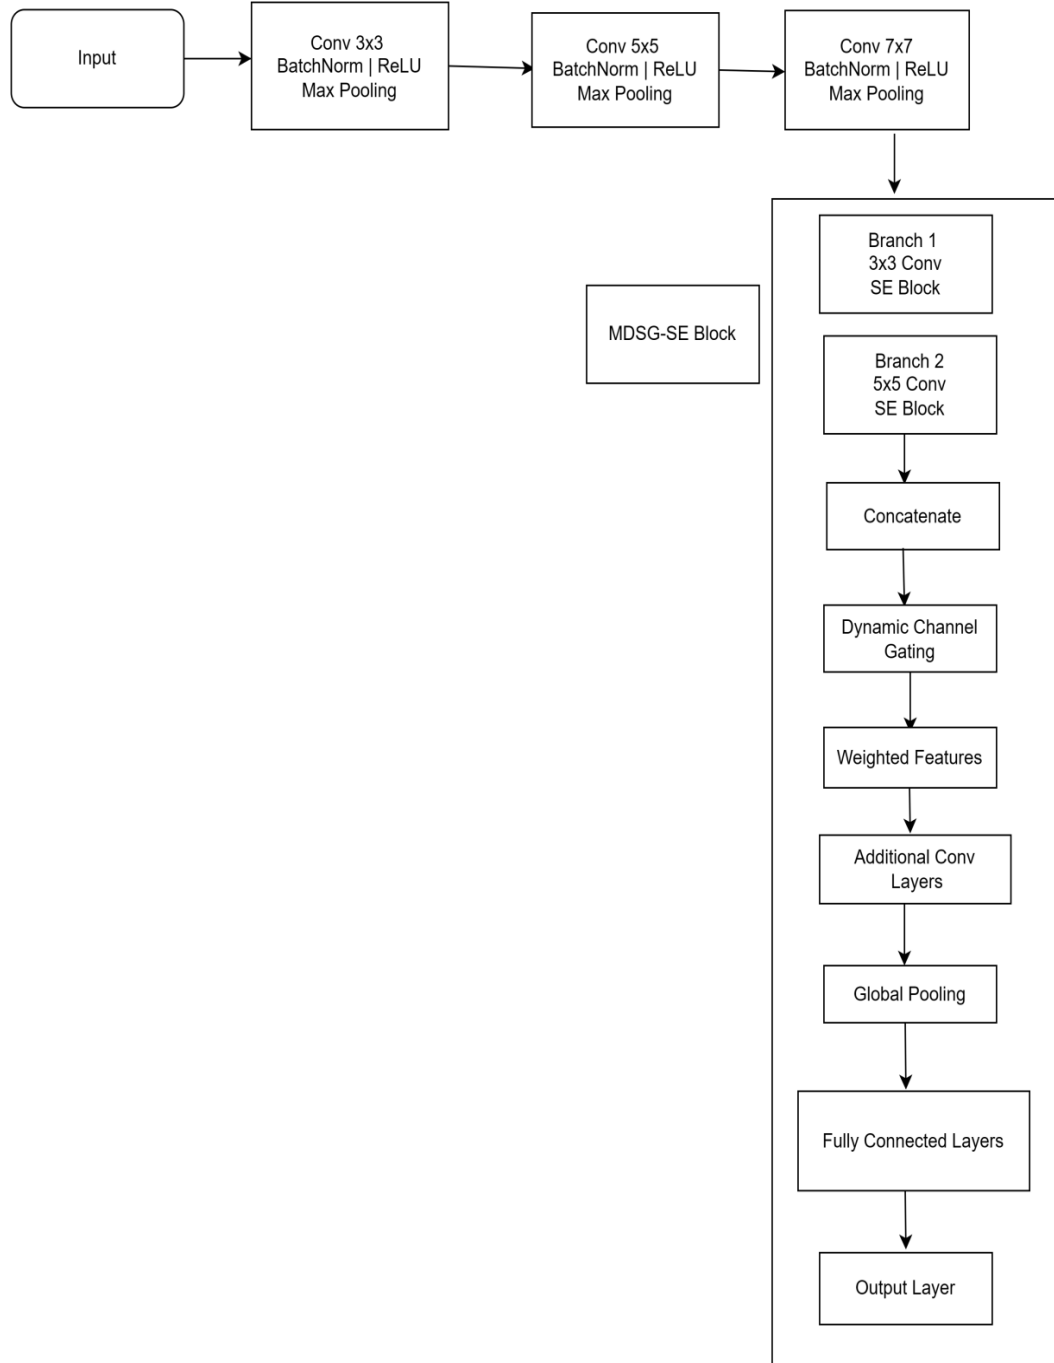 Input
Conv 3x3
BatchNorm | ReLU
Max Pooling
Conv 5x5
BatchNorm | ReLU
Max Pooling
Conv 7x7
BatchNorm | ReLU
Max Pooling
MDSG-SE Block
Branch 1
3x3 Conv
SE Block
Branch 2
5x5 Conv
SE Block
Concatenate
Dynamic Channel
Gating
Weighted Features
Additional Conv
Layers
Global Pooling
Fully Connected Layers
Output Layer